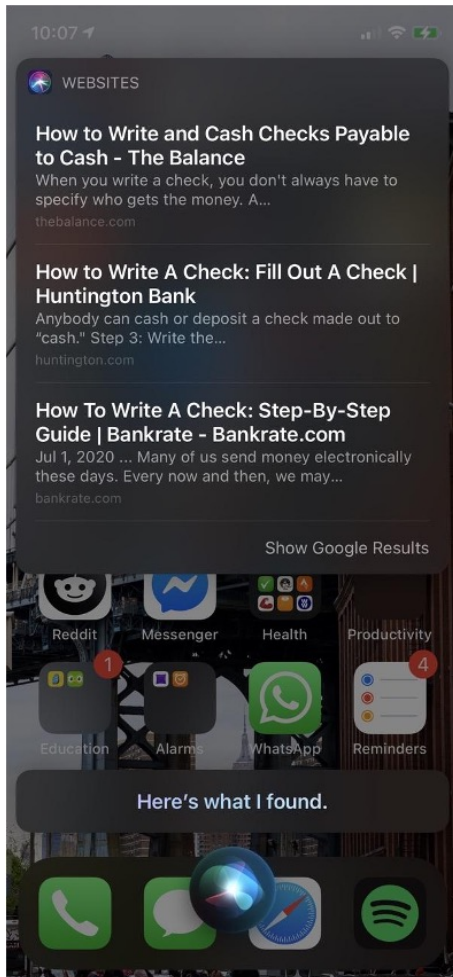 10:07
WEBSITES
How to Write and Cash Checks Payable
to Cash - The Balance
When you write a check, you don't always have to
specify who gets the money. A...
thebalance.com
How to Write A Check: Fill Out A Check |
Huntington Bank
Anybody can cash or deposit a check made out to
“cash." Step 3: Write the...
huntington.com
How To Write A Check: Step-By-Step
Guide | Bankrate - Bankrate.com
Jul 1, 2020 ... Many of us send money electronically
these days. Every now and then, we may...
bankrate.com
Show Google Results
Reddit Messenger Health Productivity
1 4
Education Alarms WhatsApp Reminders
Here's what I found.